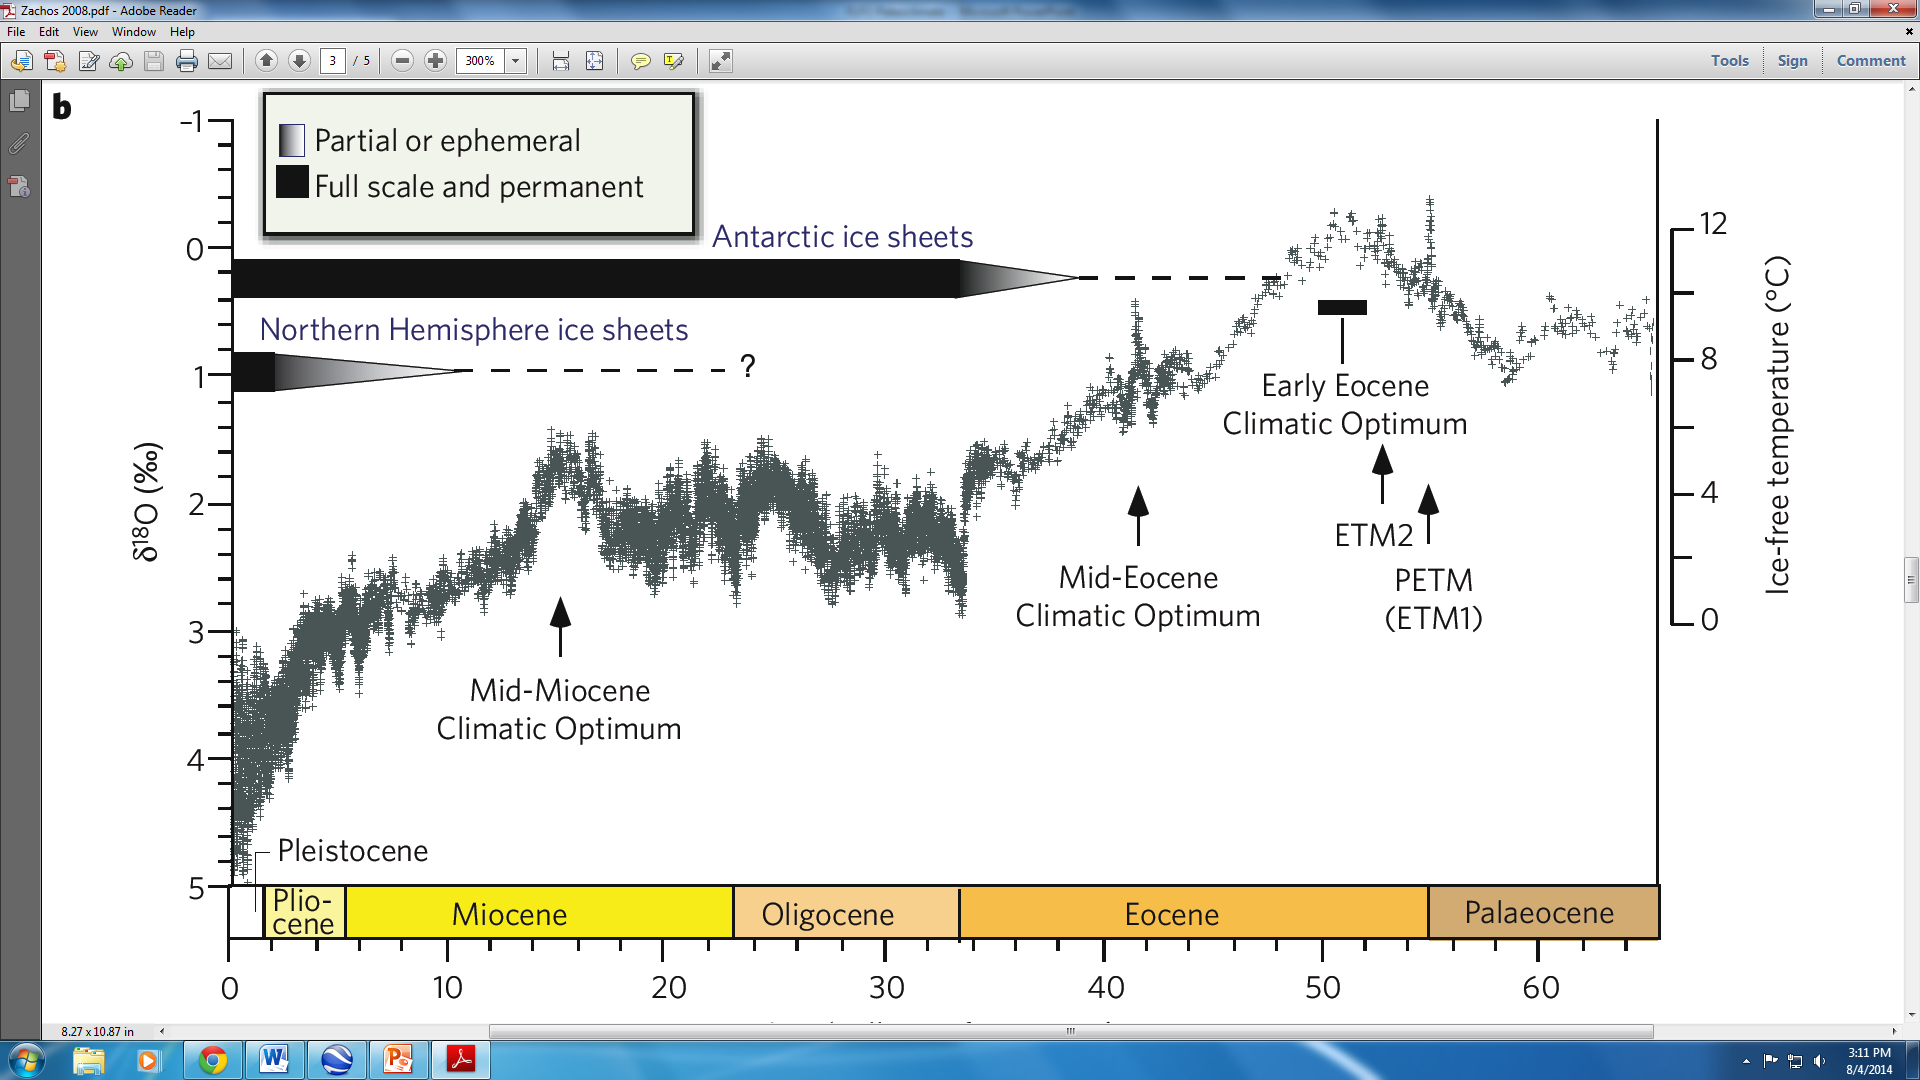 Zachos 2008.pdf - Adobe Reader
File Edit View Window Help
3 / 5 300% Tools Sign Comment
b
Partial or ephemeral
Full scale and permanent
Antarctic ice sheets
Northern Hemisphere ice sheets
?
Early Eocene
Climatic Optimum
ETM2
PETM
(ETM1)
Mid-Eocene
Climatic Optimum
Mid-Miocene
Climatic Optimum
Pleistocene
–1
0
1
2
3
4
5
δ18O (‰)
12
8
4
0
Ice-free temperature (°C)
Plio-
cene
Miocene
Oligocene
Eocene
Palaeocene
0 10 20 30 40 50 60
8.27 x 10.87 in
3:11 PM
8/4/2014